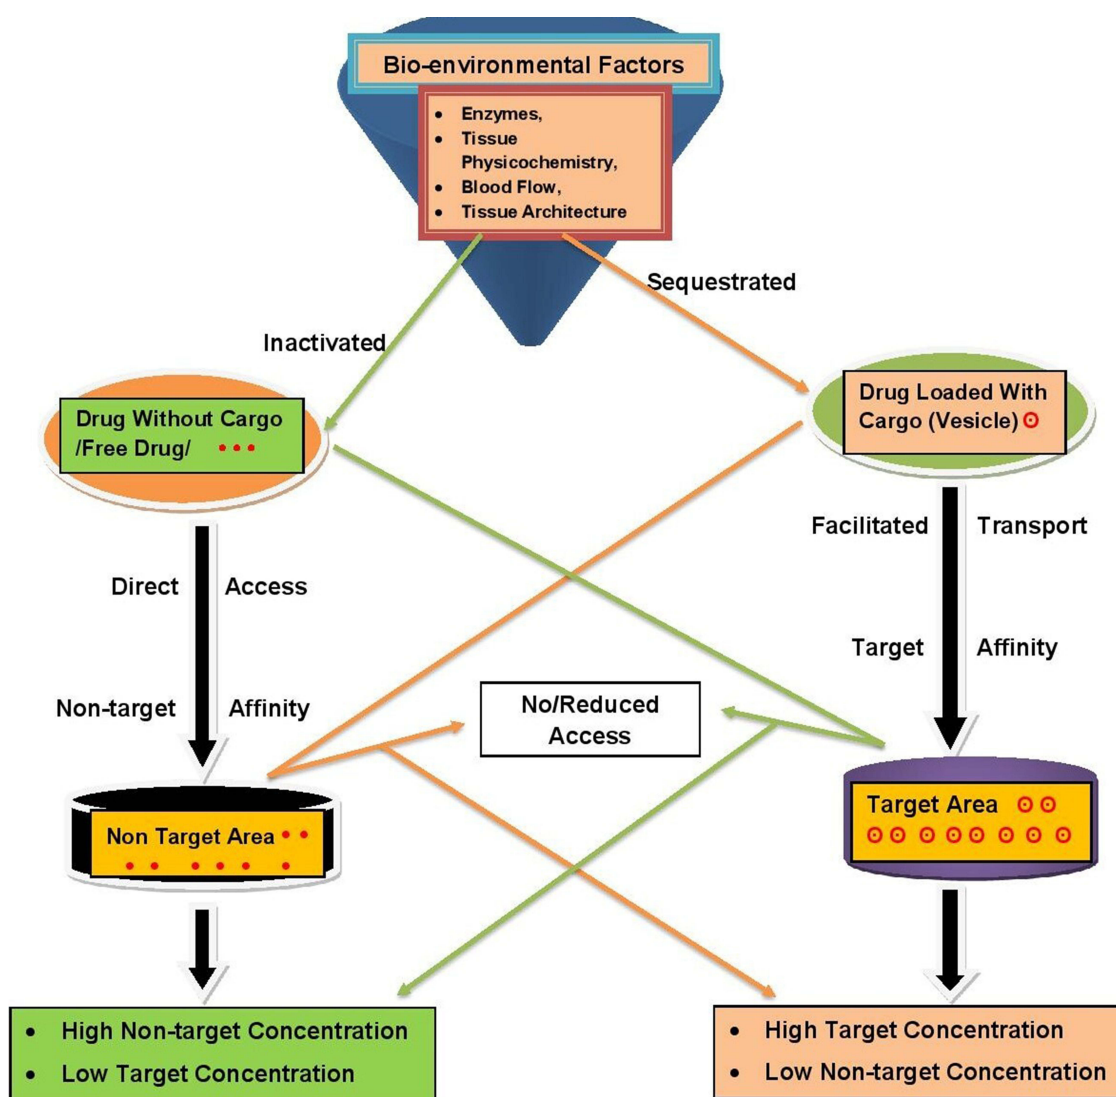 Bio-environmental Factors
• Enzymes,
• Tissue
Physicochemistry,
• Blood Flow,
• Tissue Architecture
Sequestrated
Inactivated
Drug Without Cargo
/Free Drug/
Drug Loaded With
Cargo (Vesicle)
Facilitated Transport
Direct Access
Target Affinity
Non-target Affinity
No/Reduced
Access
Non Target Area
Target Area
• High Non-target Concentration
• Low Target Concentration
• High Target Concentration
• Low Non-target Concentration